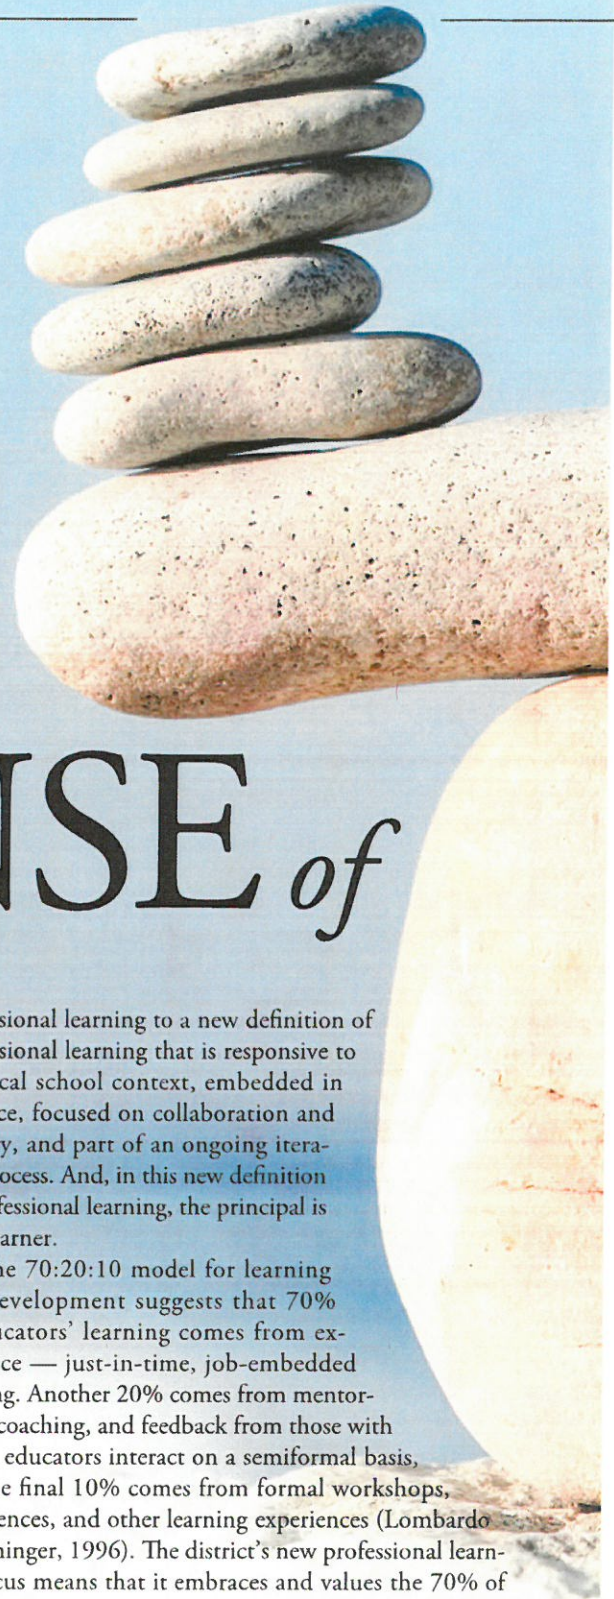 NSE of
sional learning to a new definition of
sional learning that is responsive to
cal school context, embedded in
ce, focused on collaboration and
y, and part of an ongoing itera-
ocess. And, in this new definition
fessional learning, the principal is
arner.
ne 70:20:10 model for learning
evelopment suggests that 70%
ucators' learning comes from ex-
ce — just-in-time, job-embedded
ng. Another 20% comes from mentor-
coaching, and feedback from those with
educators interact on a semiformal basis,
e final 10% comes from formal workshops,
ences, and other learning experiences (Lombardo
ninger, 1996). The district's new professional learn-
cus means that it embraces and values the 70% of